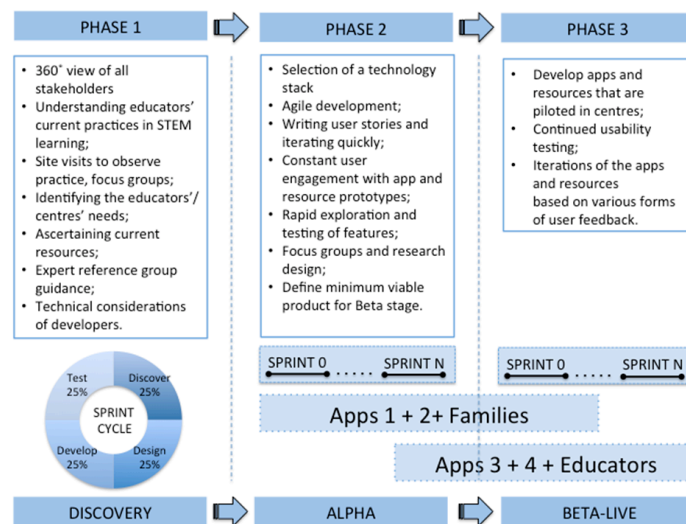 PHASE 1
PHASE 2
PHASE 3
• 360˚ view of all
stakeholders
• Understanding educators'
current practices in STEM
learning;
• Site visits to observe
practice, focus groups;
• Identifying the educators'/
centres' needs;
• Ascertaining current
resources;
• Expert reference group
guidance;
• Technical considerations
of developers.
• Selection of a technology
stack
• Agile development;
• Writing user stories and
iterating quickly;
• Constant user
engagement with app and
resource prototypes;
• Rapid exploration and
testing of features;
• Focus groups and research
design;
• Define minimum viable
product for Beta stage.
• Develop apps and
resources that are
piloted in centres;
• Continued usability
testing;
• Iterations of the apps
and resources
based on various forms
of user feedback.
Test
25%
Discover
25%
SPRINT
CYCLE
Develop
25%
Design
25%
SPRINT 0 ..... SPRINT N
SPRINT 0 ..... SPRINT N
Apps 1 + 2+ Families
Apps 3 + 4 + Educators
DISCOVERY
ALPHA
BETA-LIVE